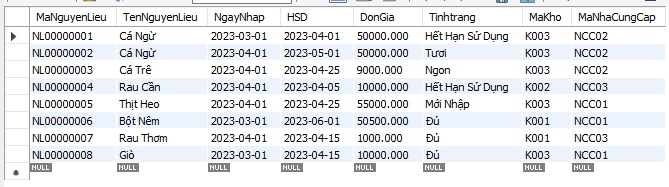 MaNguyenLieu TenNguyenLieu NgayNhap HSD DonGia Tinhtrang MaKho MaNhaCungCap
NL00000001 Cá Ngừ 2023-03-01 2023-04-01 50000.000 Hết Hạn Sử Dụng K003 NCC02
NL00000002 Cá Ngừ 2023-04-01 2023-05-01 50000.000 Tươi K003 NCC02
NL00000003 Cá Trê 2023-04-01 2023-04-25 9000.000 Ngon K003 NCC02
NL00000004 Rau Cần 2023-04-01 2023-04-05 10000.000 Hết Hạn Sử Dụng K002 NCC03
NL00000005 Thịt Heo 2023-04-01 2023-04-25 55000.000 Mới Nhập K003 NCC01
NL00000006 Bột Nêm 2023-03-01 2023-06-01 50500.000 Đủ K001 NCC01
NL00000007 Rau Thơm 2023-04-01 2023-04-15 1000.000 Đủ K001 NCC03
NL00000008 Giò 2023-03-01 2023-04-15 10000.000 Đủ K003 NCC01
NULL NULL NULL NULL NULL NULL NULL NULL